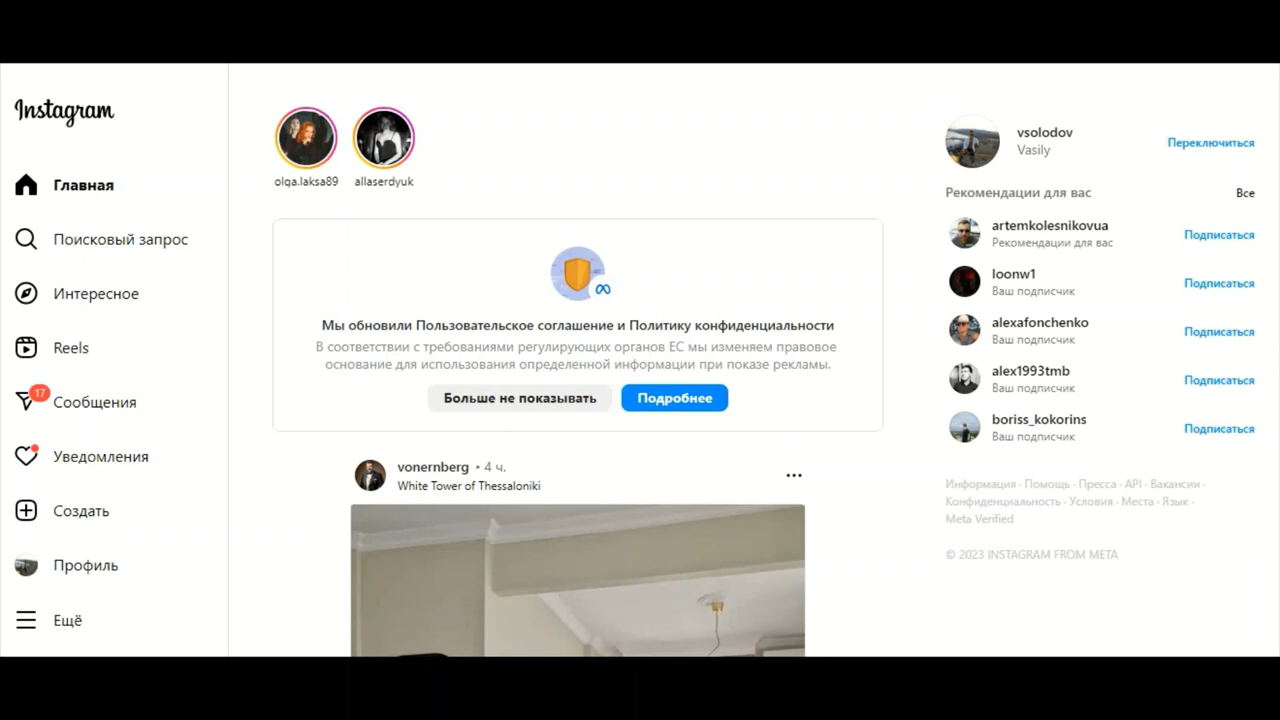 Instagram
Главная
Поисковый запрос
Интересное
Reels
17
Сообщения
Уведомления
Создать
Профиль
Ещё
olga.laksa89
allaserdyuk
Мы обновили Пользовательское соглашение и Политику конфиденциальности
В соответствии с требованиями регулирующих органов ЕС мы изменяем правовое
основание для использования определенной информации при показе рекламы.
Больше не показывать
Подробнее
vonernberg • 4 ч.
White Tower of Thessaloniki
vsolodov
Vasily
Переключиться
Рекомендации для вас
Все
artemkolesnikovua
Рекомендации для вас
Подписаться
loonw1
Ваш подписчик
Подписаться
alexafonchenko
Ваш подписчик
Подписаться
alex1993tmb
Ваш подписчик
Подписаться
boriss_kokorins
Ваш подписчик
Подписаться
Информация · Помощь · Пресса · API · Вакансии ·
Конфиденциальность · Условия · Места · Язык ·
Meta Verified
© 2023 INSTAGRAM FROM META